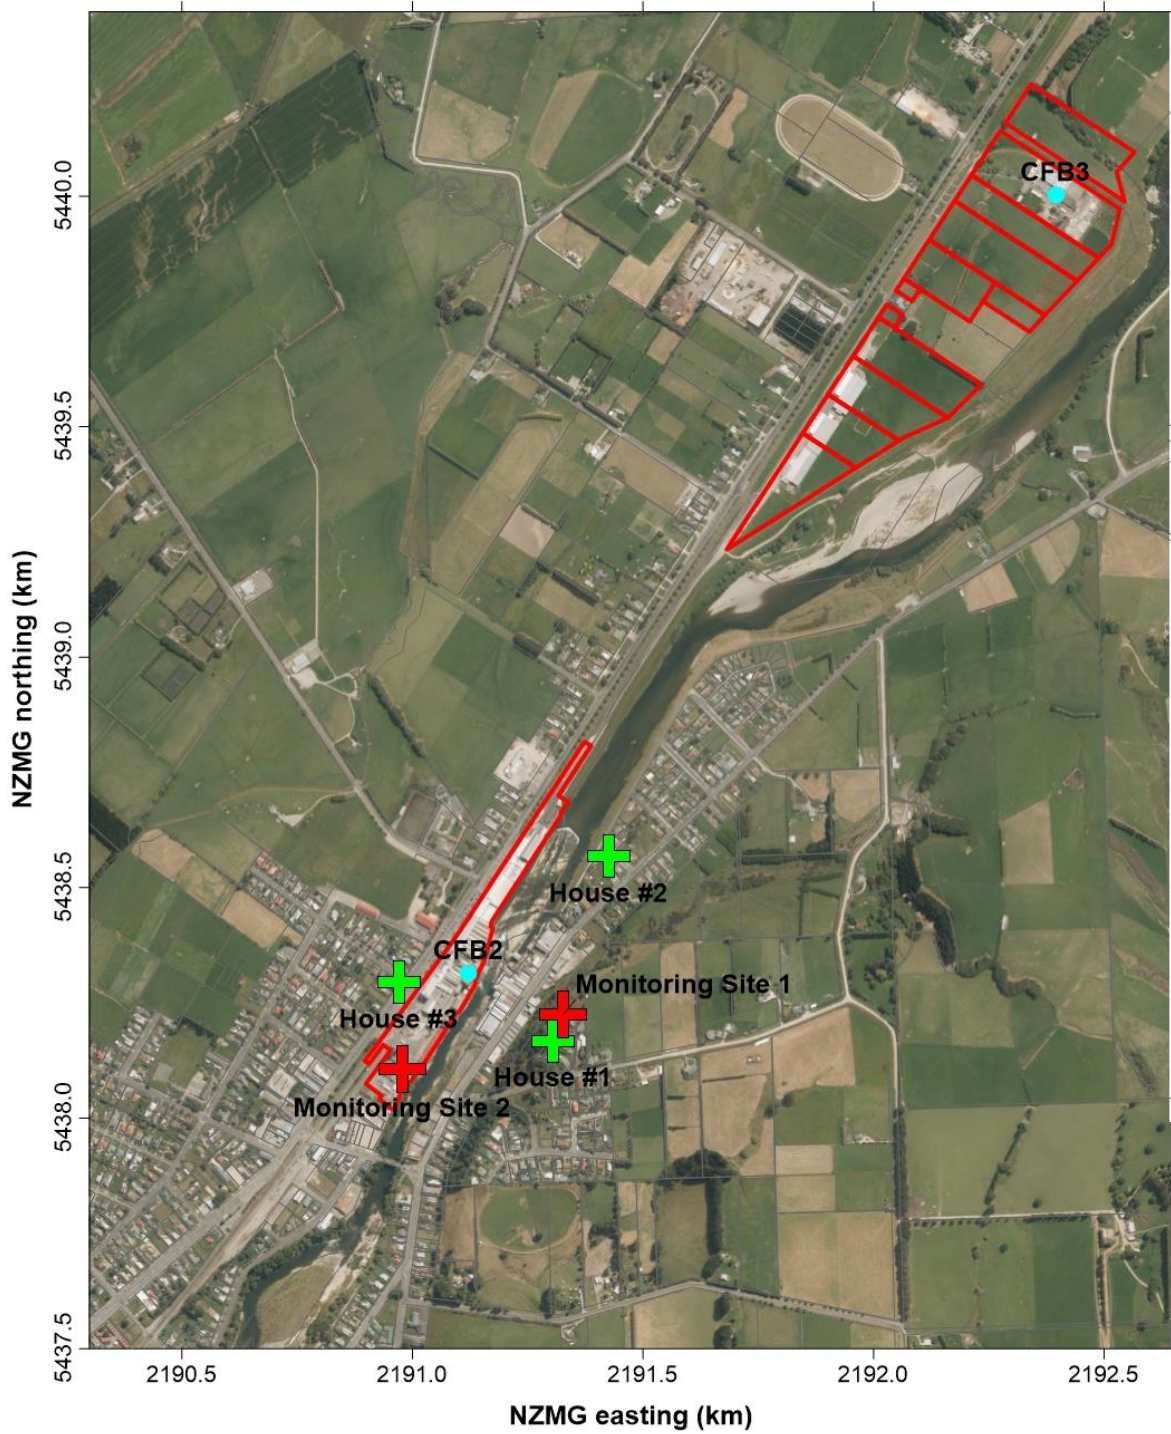 CFB3
House #2
CFB2
Monitoring Site 1
House #3
House #1
Monitoring Site 2
NZMG northing (km)
5440.0
5439.5
5439.0
5438.5
5438.0
5437.5
2190.5
2191.0
2191.5
2192.0
2192.5
NZMG easting (km)